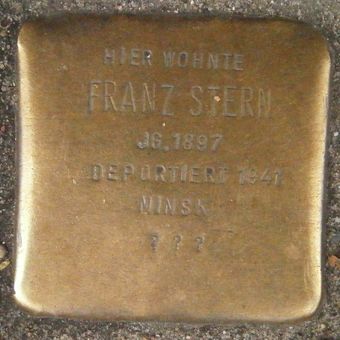 HIER WOHNTE
FRANZ STERN
JG. 1897
DEPORTIERT 1941
MINSK
? ? ?